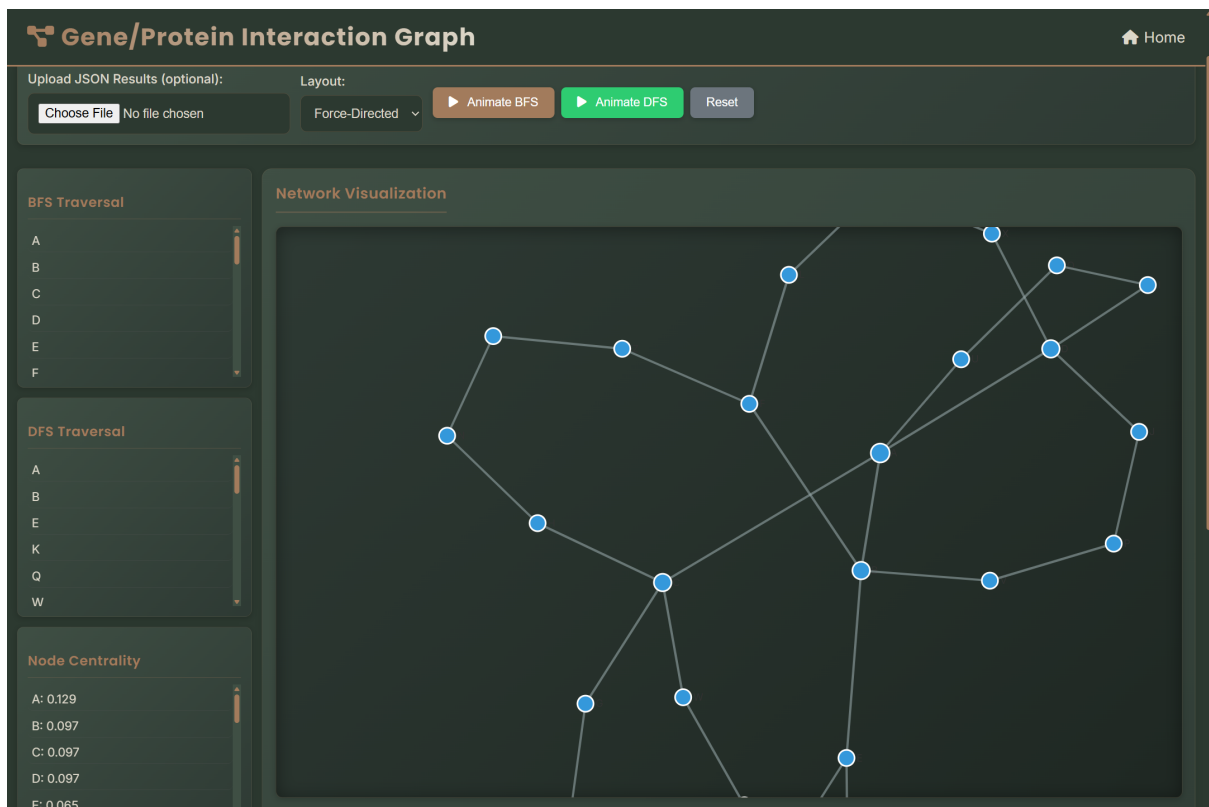 Gene/Protein Interaction Graph
Home
Upload JSON Results (optional):
Choose File No file chosen
Layout:
Force-Directed
Animate BFS
Animate DFS
Reset
BFS Traversal
A
B
C
D
E
F
DFS Traversal
A
B
E
K
Q
W
Node Centrality
A: 0.129
B: 0.097
C: 0.097
D: 0.097
E: 0.065
Network Visualization